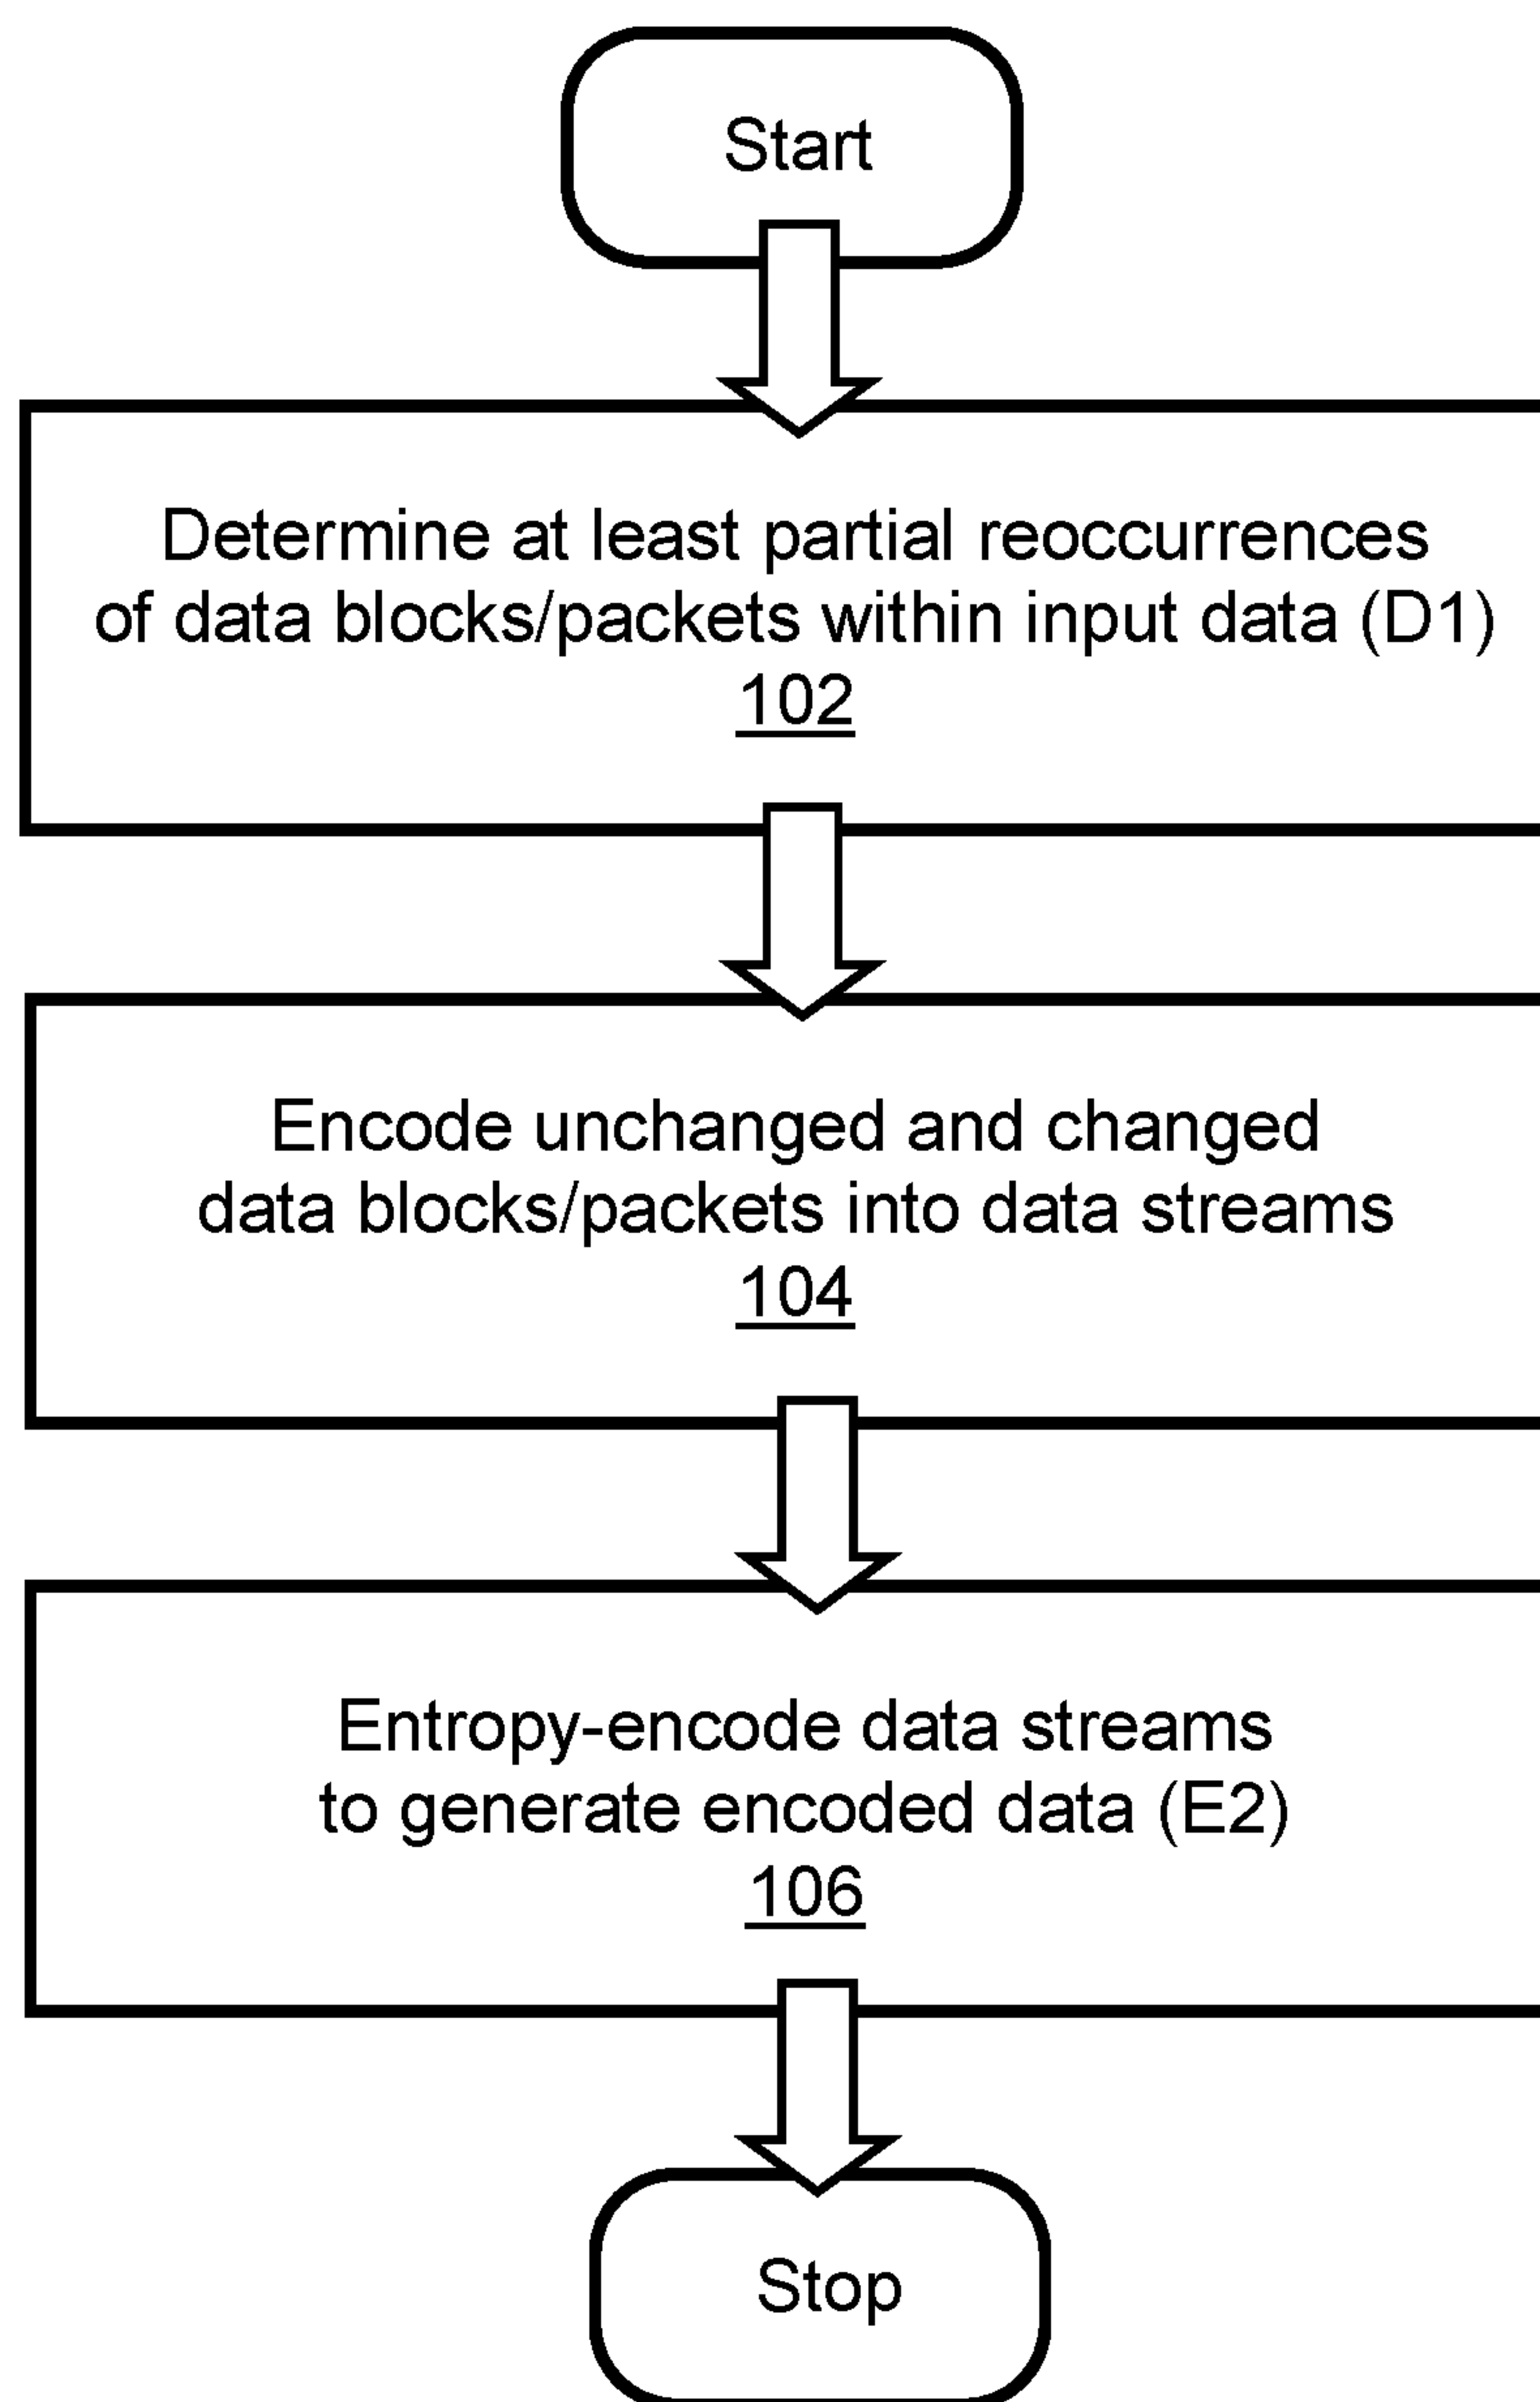 Start
Determine at least partial reoccurrences
of data blocks/packets within input data (D1)
102
Encode unchanged and changed
data blocks/packets into data streams
104
Entropy-encode data streams
to generate encoded data (E2)
106
Stop